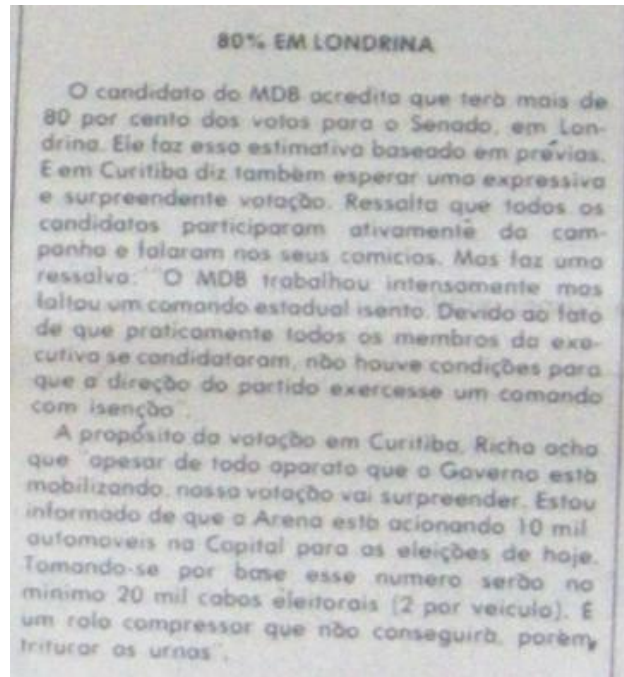 80% EM LONDRINA
O candidato do MDB acredita que terá mais de
80 por cento dos votos para o Senado, em Lon-
drina. Ele faz essa estimativa baseado em prévias.
E em Curitiba diz também esperar uma expressiva
e surpreendente votação. Ressalta que todos os
candidatos participaram ativamente da cam-
panha e falaram nos seus comicios. Mas faz uma
ressalva: "O MDB trabalhou intensamente mas
faltou um comando estadual isento. Devido ao fato
de que praticamente todos os membros da exe-
cutiva se candidataram, não houve condições para
que a direção do partido exercesse um comando
com isenção".
A propósito da votação em Curitiba, Richa acha
que "apesar de todo aparato que o Governo está
mobilizando, nossa votação vai surpreender. Estou
informado de que a Arena está acionando 10 mil
automoveis na Capital para as eleições de hoje.
Tomando-se por base esse numero serão no
minimo 20 mil cabos eleitorais (2 por veiculo). É
um rolo compressor que não conseguirá, porém,
triturar as urnas".